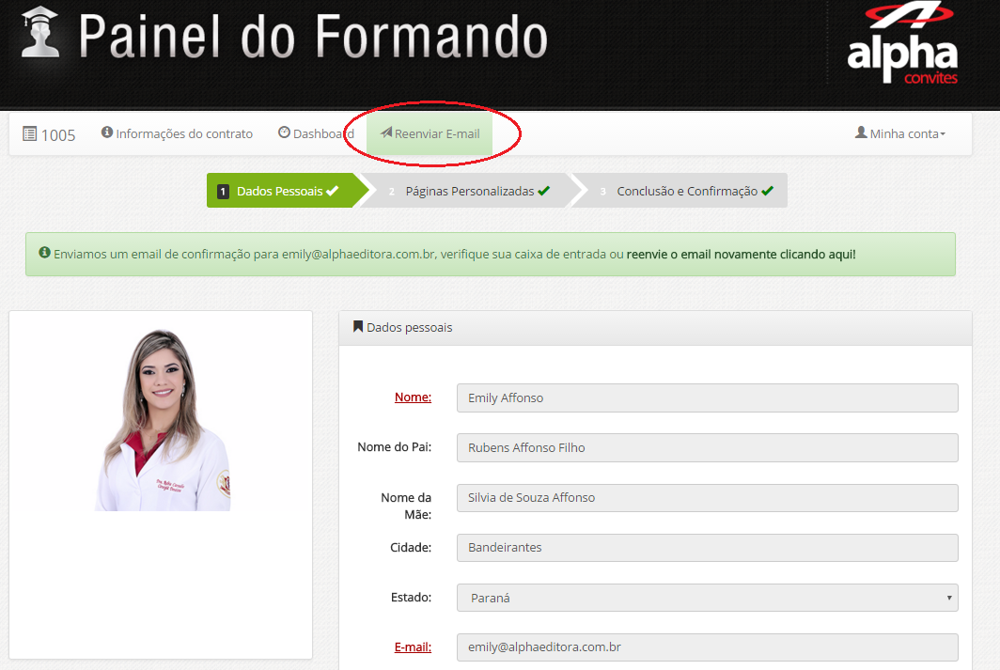 Painel do Formando
alpha
convites
1005 Informações do contrato Dashboard Reenviar E-mail Minha conta
1 Dados Pessoais 2 Páginas Personalizadas 3 Conclusão e Confirmação
Enviamos um email de confirmação para emily@alphaeditora.com.br, verifique sua caixa de entrada ou reenvie o email novamente clicando aqui!
Dados pessoais
Nome: Emily Affonso
Nome do Pai: Rubens Affonso Filho
Nome da Mãe: Silvia de Souza Affonso
Cidade: Bandeirantes
Estado: Paraná
E-mail: emily@alphaeditora.com.br